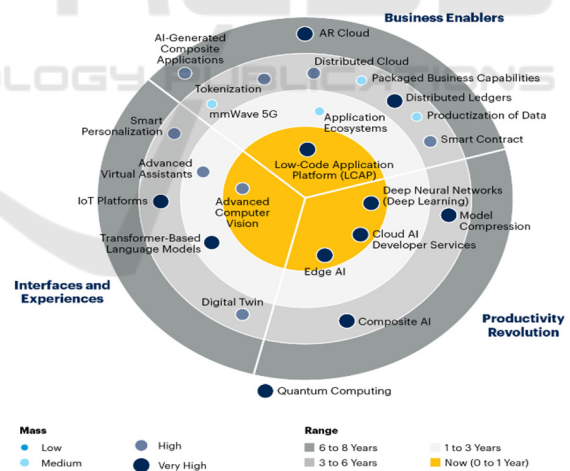 Business Enablers
AR Cloud
AI-Generated
Composite
Applications
Distributed Cloud
Packaged Business Capabilities
Tokenization
Distributed Ledgers
mmWave 5G
Application
Ecosystems
Productization of Data
Smart
Personalization
Smart Contract
Low-Code Application
Platform (LCAP)
Advanced
Virtual Assistants
Deep Neural Networks
(Deep Learning)
IoT Platforms
Advanced
Computer
Vision
Model
Compression
Transformer-Based
Language Models
Cloud AI
Developer Services
Edge AI
Interfaces and
Experiences
Digital Twin
Composite AI
Productivity
Revolution
Quantum Computing
Mass
Low
Medium
High
Very High
Range
6 to 8 Years
3 to 6 Years
1 to 3 Years
Now (0 to 1 Year)